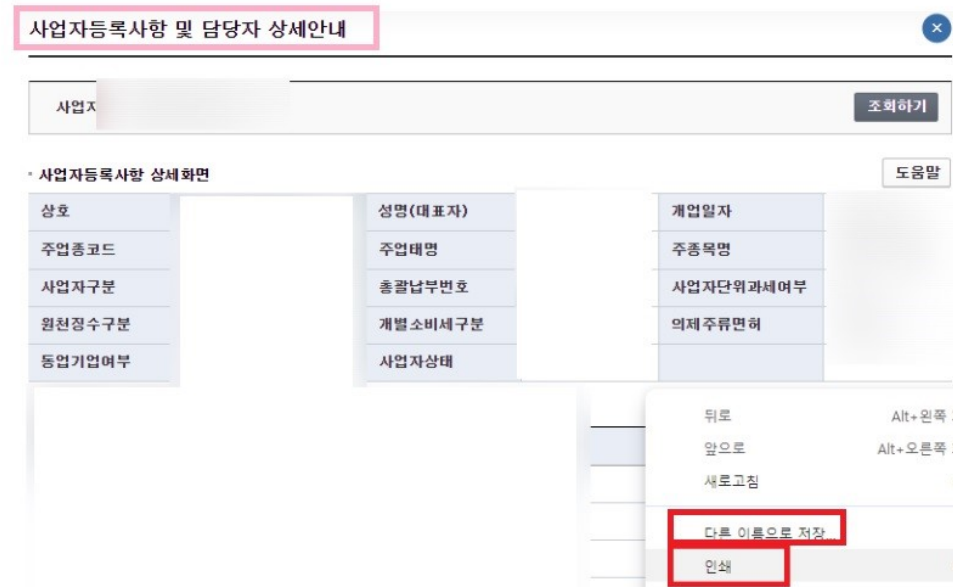 사업자등록사항 및 담당자 상세안내
사업자
조회하기
사업자등록사항 상세화면
도움말
상호 성명(대표자) 개업일자
주업종코드 주업태명 주종목명
사업자구분 총괄납부번호 사업자단위과세여부
원천징수구분 개별소비세구분 의제주류면허
동업기업여부 사업자상태
뒤로 Alt+왼쪽
앞으로 Alt+오른쪽
새로고침
다른 이름으로 저장...
인쇄